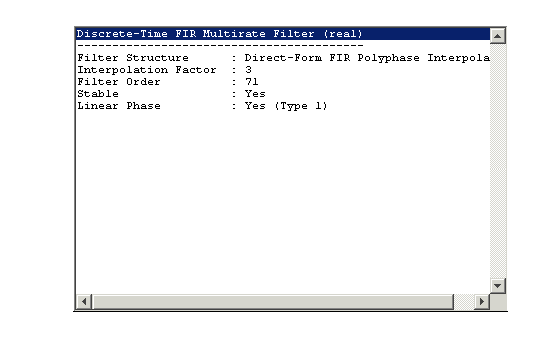 Discrete-Time FIR Multirate Filter (real)
-----------------------------------------
Filter Structure      : Direct-Form FIR Polyphase Interpola
Interpolation Factor  : 3
Filter Order          : 71
Stable                : Yes
Linear Phase          : Yes (Type 1)